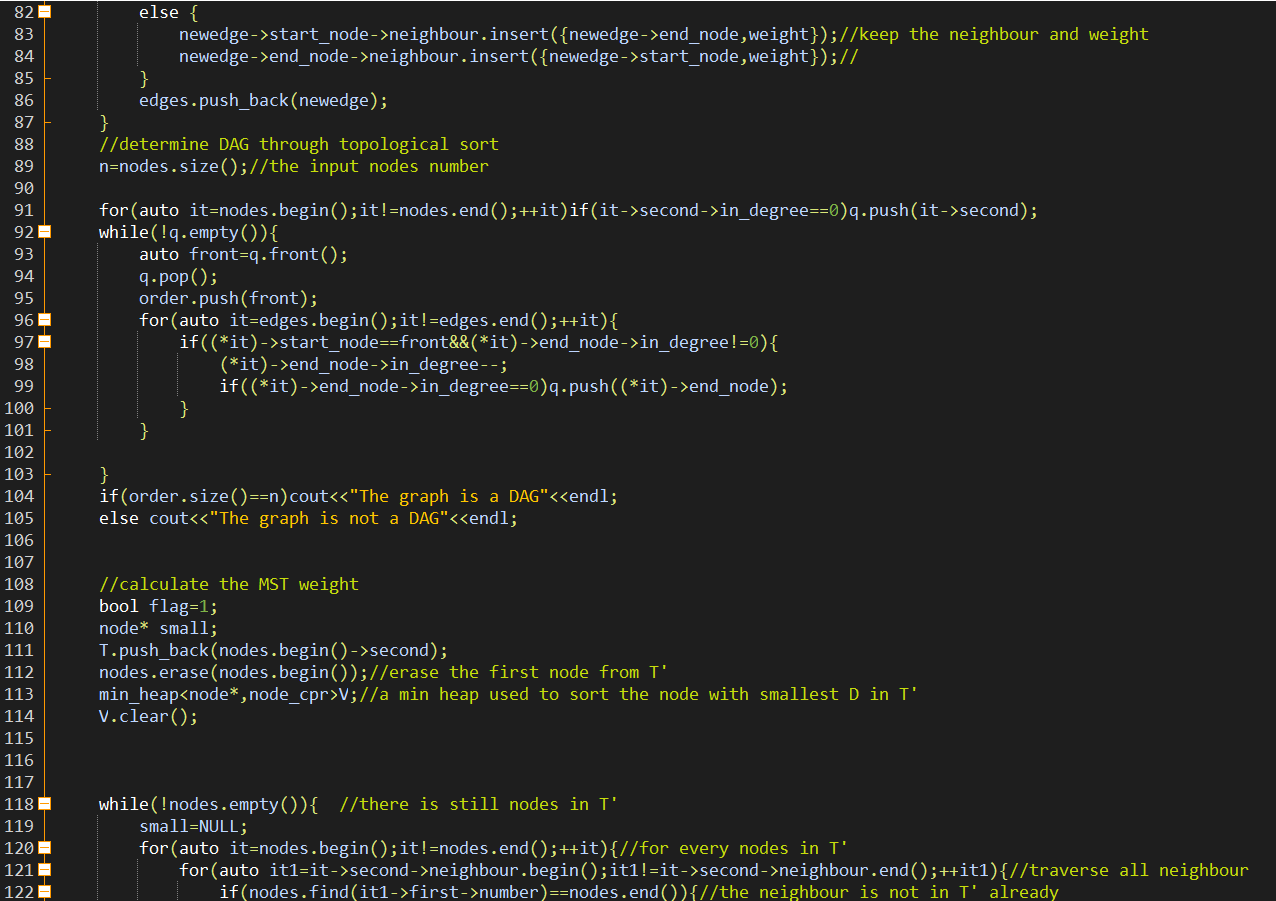 82 else {
83 newedge->start_node->neighbour.insert({newedge->end_node,weight});//keep the neighbour and weight
84 newedge->end_node->neighbour.insert({newedge->start_node,weight});//
85 }
86 edges.push_back(newedge);
87 }
88 //determine DAG through topological sort
89 n=nodes.size();//the input nodes number
90
91 for(auto it=nodes.begin();it!=nodes.end();++it)if(it->second->in_degree==0)q.push(it->second);
92 while(!q.empty()){
93 auto front=q.front();
94 q.pop();
95 order.push(front);
96 for(auto it=edges.begin();it!=edges.end();++it){
97 if((*it)->start_node==front&&(*it)->end_node->in_degree!=0){
98 (*it)->end_node->in_degree--;
99 if((*it)->end_node->in_degree==0)q.push((*it)->end_node);
100 }
101 }
102
103 }
104 if(order.size()==n)cout<<"The graph is a DAG"<<endl;
105 else cout<<"The graph is not a DAG"<<endl;
106
107
108 //calculate the MST weight
109 bool flag=1;
110 node* small;
111 T.push_back(nodes.begin()->second);
112 nodes.erase(nodes.begin());//erase the first node from T'
113 min_heap<node*,node_cpr>V;//a min heap used to sort the node with smallest D in T'
114 V.clear();
115
116
117
118 while(!nodes.empty()){  //there is still nodes in T'
119 small=NULL;
120 for(auto it=nodes.begin();it!=nodes.end();++it){//for every nodes in T'
121 for(auto it1=it->second->neighbour.begin();it1!=it->second->neighbour.end();++it1){//traverse all neighbour
122 if(nodes.find(it1->first->number)==nodes.end()){//the neighbour is not in T' already